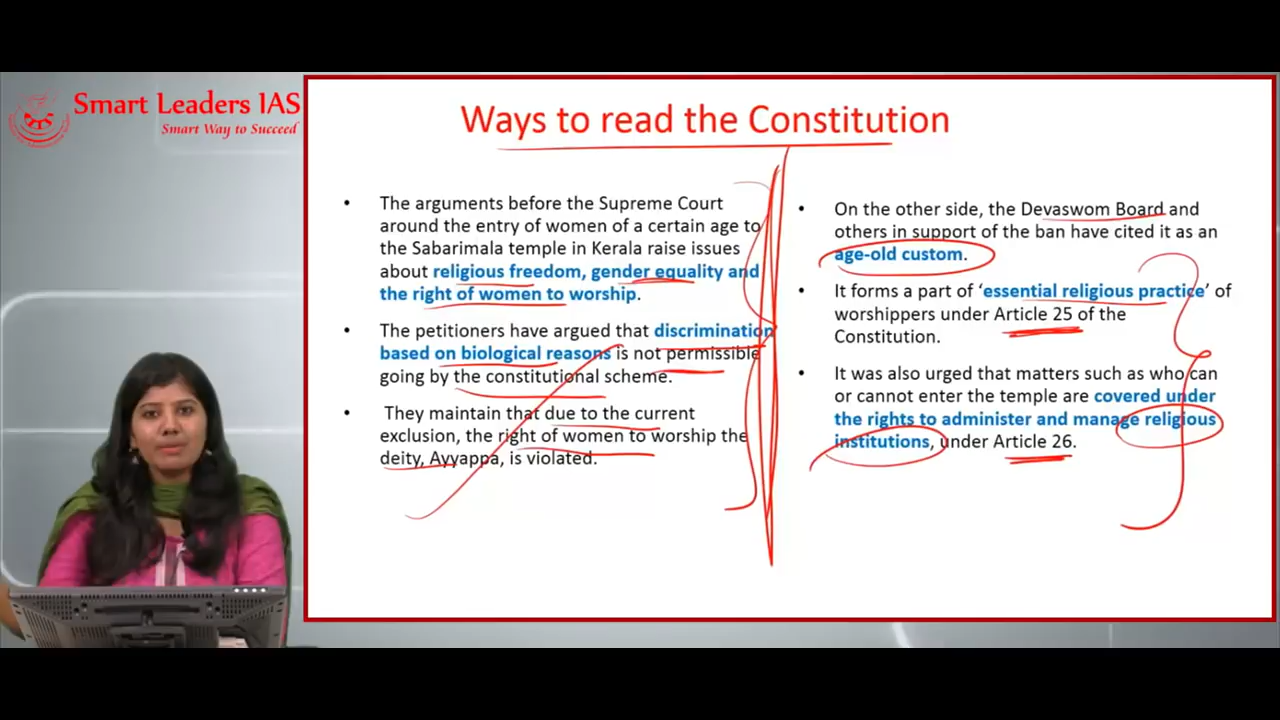 Smart Leaders IAS
Smart Way to Succeed
Ways to read the Constitution
• The arguments before the Supreme Court
around the entry of women of a certain age to
the Sabarimala temple in Kerala raise issues
about religious freedom, gender equality and
the right of women to worship.
• The petitioners have argued that discrimination
based on biological reasons is not permissible
going by the constitutional scheme.
• They maintain that due to the current
exclusion, the right of women to worship the
deity, Ayyappa, is violated.
• On the other side, the Devaswom Board and
others in support of the ban have cited it as an
age-old custom.
• It forms a part of ‘essential religious practice’ of
worshippers under Article 25 of the
Constitution.
• It was also urged that matters such as who can
or cannot enter the temple are covered under
the rights to administer and manage religious
institutions, under Article 26.